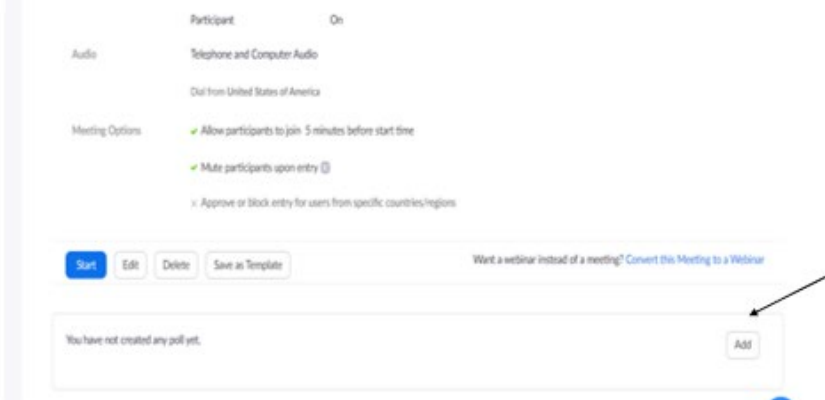 Participant On
Audio Telephone and Computer Audio
Dial from United States of America
Meeting Options ✔ Allow participants to join 5 minutes before start time
✔ Mute participants upon entry
× Approve or block entry for users from specific countries/regions
Start Edit Delete Save as Template Want a webinar instead of a meeting? Convert this Meeting to a Webinar
You have not created any poll yet. Add